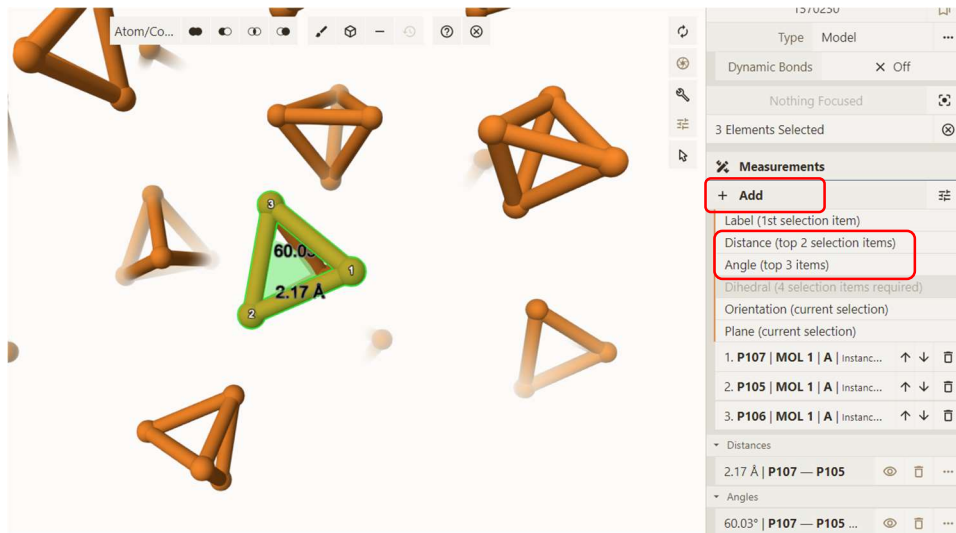 Atom/Co...
1570230
Type Model
Dynamic Bonds × Off
Nothing Focused
3 Elements Selected
Measurements
+ Add
Label (1st selection item)
Distance (top 2 selection items)
Angle (top 3 items)
Dihedral (4 selection items required)
Orientation (current selection)
Plane (current selection)
1. P107 | MOL 1 | A | Instanc...
2. P105 | MOL 1 | A | Instanc...
3. P106 | MOL 1 | A | Instanc...
Distances
2.17 Å | P107 — P105
Angles
60.03° | P107 — P105 ...
3
60.03
1
2.17 Å
2